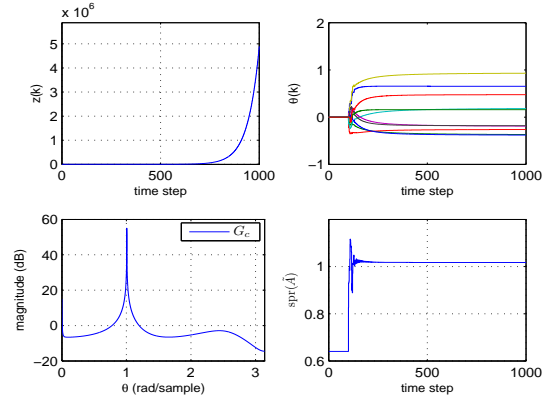 x 10^6
5
4
3
2
1
0
0 500 1000
z(k)
time step
2
1
0
−1
0 500 1000
θ(k)
time step
60
40
20
0
−20
0 1 2 3
magnitude (dB)
θ (rad/sample)
G_c
1.2
1
0.8
0.6
0 500 1000
spr(Ã)
time step